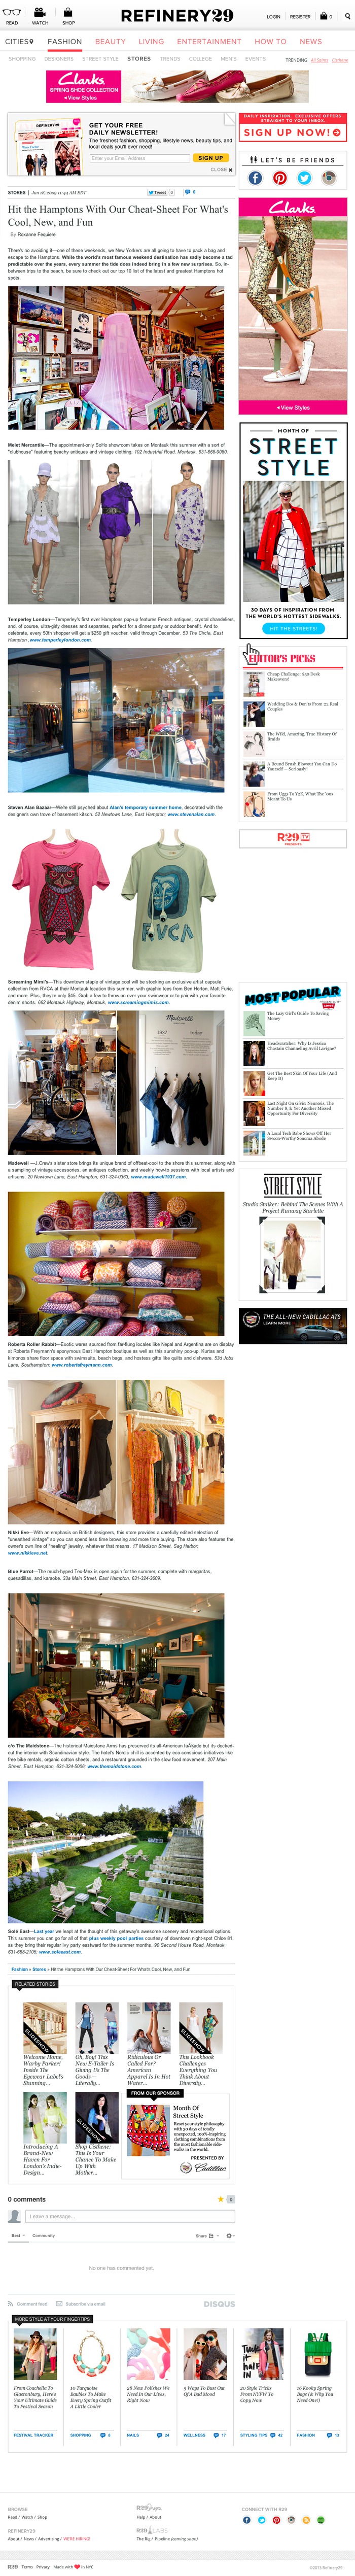 READ WATCH SHOP
REFINERY29
LOGIN REGISTER 0
CITIES FASHION BEAUTY LIVING ENTERTAINMENT HOW TO NEWS
SHOPPING DESIGNERS STREET STYLE STORES TRENDS COLLEGE MEN'S EVENTS
TRENDING
Clarks
SPRING SHOE COLLECTION
View Styles
GET YOUR FREE
DAILY NEWSLETTER!
The freshest fashion, shopping, lifestyle news, beauty tips, and
local deals you'll ever need!
Enter your Email Address SIGN UP
CLOSE
DAILY INSPIRATION. EXCLUSIVE OFFERS.
STRAIGHT TO YOUR INBOX.
SIGN UP NOW!
LET'S BE FRIENDS
STORES
Tweet 0
Hit the Hamptons With Our Cheat-Sheet For What's
Cool, New, and Fun
By Roxanne Fequiere
There's no avoiding it—one of these weekends, we New Yorkers are all going to have to pack a bag and
escape to the Hamptons. While the world's most famous weekend destination has sadly become a tad
predictable over the years, every summer the tide does indeed bring in a few new surprises. So, in-
between trips to the beach, be sure to check out our top 10 list of the latest and greatest Hamptons hot
spots.
Clarks
View Styles
MONTH OF
STREET
STYLE
30 DAYS OF INSPIRATION FROM
THE WORLD'S HOTTEST SIDEWALKS.
HIT THE STREETS!
Molet Mercantile—The appointment-only SoHo showroom takes on Montauk this summer with a sort of
"clubhouse" featuring beachy antiques and vintage clothing. 102 Industrial Road, Montauk, 631-668-5080.
Temperley London—Temperley's first ever Hamptons pop-up features French antiques, crystal chandeliers,
and, of course, pretty dresses and separates, perfect for a dinner party or outdoor benefit. And to
celebrate, every 50th shopper will get a $250 gift voucher, valid through December. 53 The Circle, East
Hampton, www.temperleylondon.com.
EDITOR'S PICKS
Cheap Challenge: $50 Desk
Makeovers!
Wedding Dos & Don'ts From 22 Real
Couples
The Wild, Amazing, True History Of
Braids
A Round Brush Blowout You Can Do
Yourself — Seriously!
From Uggs To Y2K, What The '00s
Meant To Us
R29 TV
PRESENTS
Steven Alan Bazaar—We're still psyched about Alan's temporary summer home, decorated with the
designer's own trove of basement kitsch. 52 Newtown Lane, East Hampton; www.stevenalan.com.
RVCA
Screaming Mimi's—This downtown staple of vintage cool will be stocking an exclusive artist capsule
collection from RVCA at their Montauk location this summer, with graphic tees from Ben Horton, Matt Furie,
and more. Plus, they're only $45. Grab a few to throw on over your swimwear or to pair with your favorite
denim shorts. 662 Montauk Highway, Montauk, www.screamingmimis.com.
MOST POPULAR
The Lazy Girl's Guide To Saving
Money
Headscratcher: Why Is Jessica
Chastain Channeling Avril Lavigne?
Get The Best Skin Of Your Life (And
Keep It)
Last Night On Girls: Neurosis, The
Number 8, & Yet Another Missed
Opportunity For Diversity
A Local Tech Babe Shows Off Her
Swoon-Worthy Sonoma Abode
Madewell
1937
Madewell —J.Crew's sister store brings its unique brand of offbeat-cool to the shore this summer, along with
a sampling of vintage accessories, an antiques collection, and weekly how-to sessions with local artists and
artisans. 20 Newtown Lane, East Hampton, 631-324-0363; www.madewell1937.com.
STREET STYLE
Studio Stalker: Behind The Scenes With A
Project Runway Starlette
THE ALL-NEW CADILLAC ATS
LEARN MORE
Roberta Roller Rabbit—Exotic wares sourced from far-flung locales like Nepal and Argentina are on display
at Roberta Freymann's eponymous East Hampton boutique as well as this sunshiny pop-up. Kurtas and
kimonos share floor space with swimsuits, beach bags, and hostess gifts like quilts and dishware. 53d Jobs
Lane, Southampton; www.robertafreymann.com.
Nikki Eve—With an emphasis on British designers, this store provides a carefully edited selection of
"unearthed vintage" so you can spend less time browsing and more time buying. The store also features the
owner's own line of "healing" jewelry, whatever that means. 17 Madison Street, Sag Harbor,
www.nikkieve.net.
Blue Parrot—The much-hyped Tex-Mex is open again for the summer, complete with margaritas,
quesadillas, and karaoke. 33a Main Street, East Hampton, 631-324-3609.
c/o The Maidstone—The historical Maidstone Arms has preserved its all-American faÃ§ade but its decked-
out the interior with Scandinavian style. The hotel's Nordic chill is accented by eco-conscious initiatives like
free bike rentals, organic cotton sheets, and a restaurant grounded in the slow food movement. 207 Main
Street, East Hampton, 631-324-5006; www.themaidstone.com.
Solé East—Last year we leapt at the thought of this getaway's awesome scenery and recreational options.
This summer you can go for all of that plus weekly pool parties courtesy of downtown night-spot Chloe 81,
as they bring their regular Ivy party eastward for the summer months. 90 Second House Road, Montauk,
631-668-2105; www.soleeast.com.
Fashion » Stores » Hit the Hamptons With Our Cheat-Sheet For What's Cool, New, and Fun
RELATED STORIES
SLIDESHOW
SLIDESHOW
Welcome Home,
Warby Parker!
Inside The
Eyewear Label's
Stunning...
Oh, Boy! This
New E-Tailer Is
Giving Us The
Goods —
Literally...
Ridiculous Or
Called For?
American
Apparel Is In Hot
Water...
This Lookbook
Challenges
Everything You
Think About
Diversity...
FROM OUR SPONSOR
SLIDESHOW
Introducing A
Brand-New
Haven For
London's Indie-
Design...
Shop Cathene:
This Is Your
Chance To Make
Up With
Mother...
Month Of
Street Style
Boost your style philosophy
with 30 days of totally
unexpected, 100%-inspiring
clothing combinations from
the most fashionable side-
walks in the world.
PRESENTED BY
Cadillac
0 comments
0
Leave a message...
Best Community Share
No one has commented yet.
Comment feed Subscribe via email DISQUS
MORE STYLE AT YOUR FINGERTIPS
From Coachella To
Glastonbury, Here's
Your Ultimate Guide
To Festival Season
10 Turquoise
Baubles To Make
Every Spring Outfit
A Little Cooler
28 New Polishes We
Need In Our Lives,
Right Now
5 Ways To Bust Out
Of A Bad Mood
20 Style Tricks
From NYFW To
Copy Now
16 Kooky Spring
Bags (& Why You
Need One!)
FESTIVAL TRACKER SHOPPING NAILS 24 WELLNESS 17 STYLING TIPS 42 FASHION 13
BROWSE
Read / Watch / Shop
REFINERY29
About / News / Advertising / WE'RE HIRING!
Help / About
R29 LABS
The Rig / Pipeline (coming soon)
CONNECT WITH R29
R29 Terms Privacy Made with in NYC
©2013 Refinery29